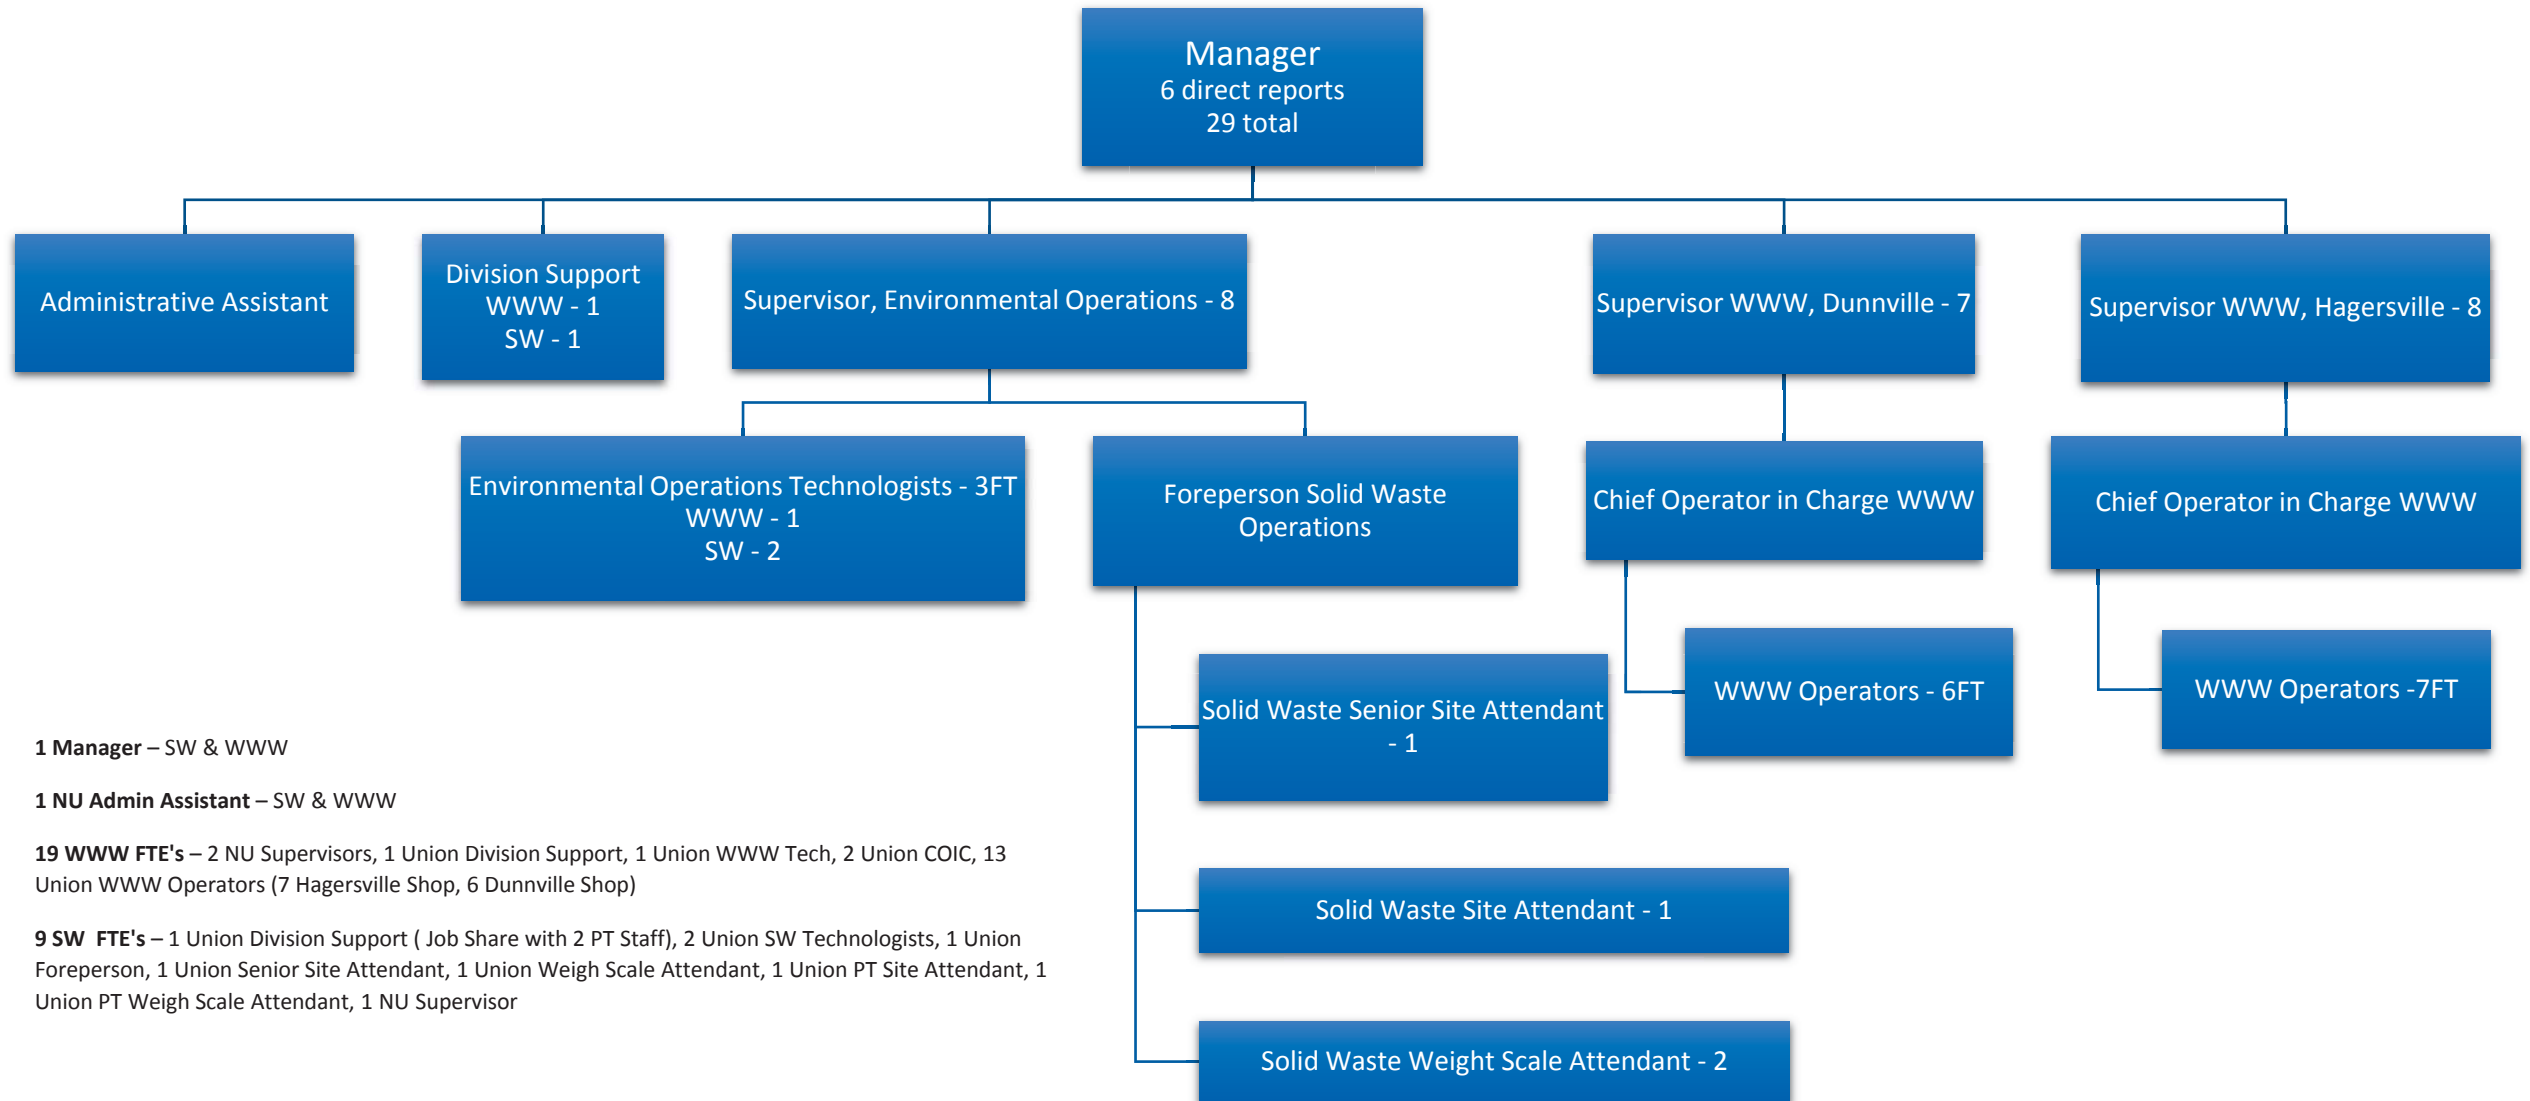 Manager
6 direct reports
29 total
Administrative Assistant
Division Support
WWW - 1
SW - 1
Supervisor, Environmental Operations - 8
Supervisor WWW, Dunnville - 7
Supervisor WWW, Hagersville - 8
Environmental Operations Technologists - 3FT
WWW - 1
SW - 2
Foreperson Solid Waste
Operations
Chief Operator in Charge WWW
Chief Operator in Charge WWW
WWW Operators - 6FT
WWW Operators -7FT
Solid Waste Senior Site Attendant
- 1
Solid Waste Site Attendant - 1
Solid Waste Weight Scale Attendant - 2
1 Manager – SW & WWW
1 NU Admin Assistant – SW & WWW
19 WWW FTE's – 2 NU Supervisors, 1 Union Division Support, 1 Union WWW Tech, 2 Union COIC, 13
Union WWW Operators (7 Hagersville Shop, 6 Dunnville Shop)
9 SW  FTE's – 1 Union Division Support ( Job Share with 2 PT Staff), 2 Union SW Technologists, 1 Union
Foreperson, 1 Union Senior Site Attendant, 1 Union Weigh Scale Attendant, 1 Union PT Site Attendant, 1
Union PT Weigh Scale Attendant, 1 NU Supervisor